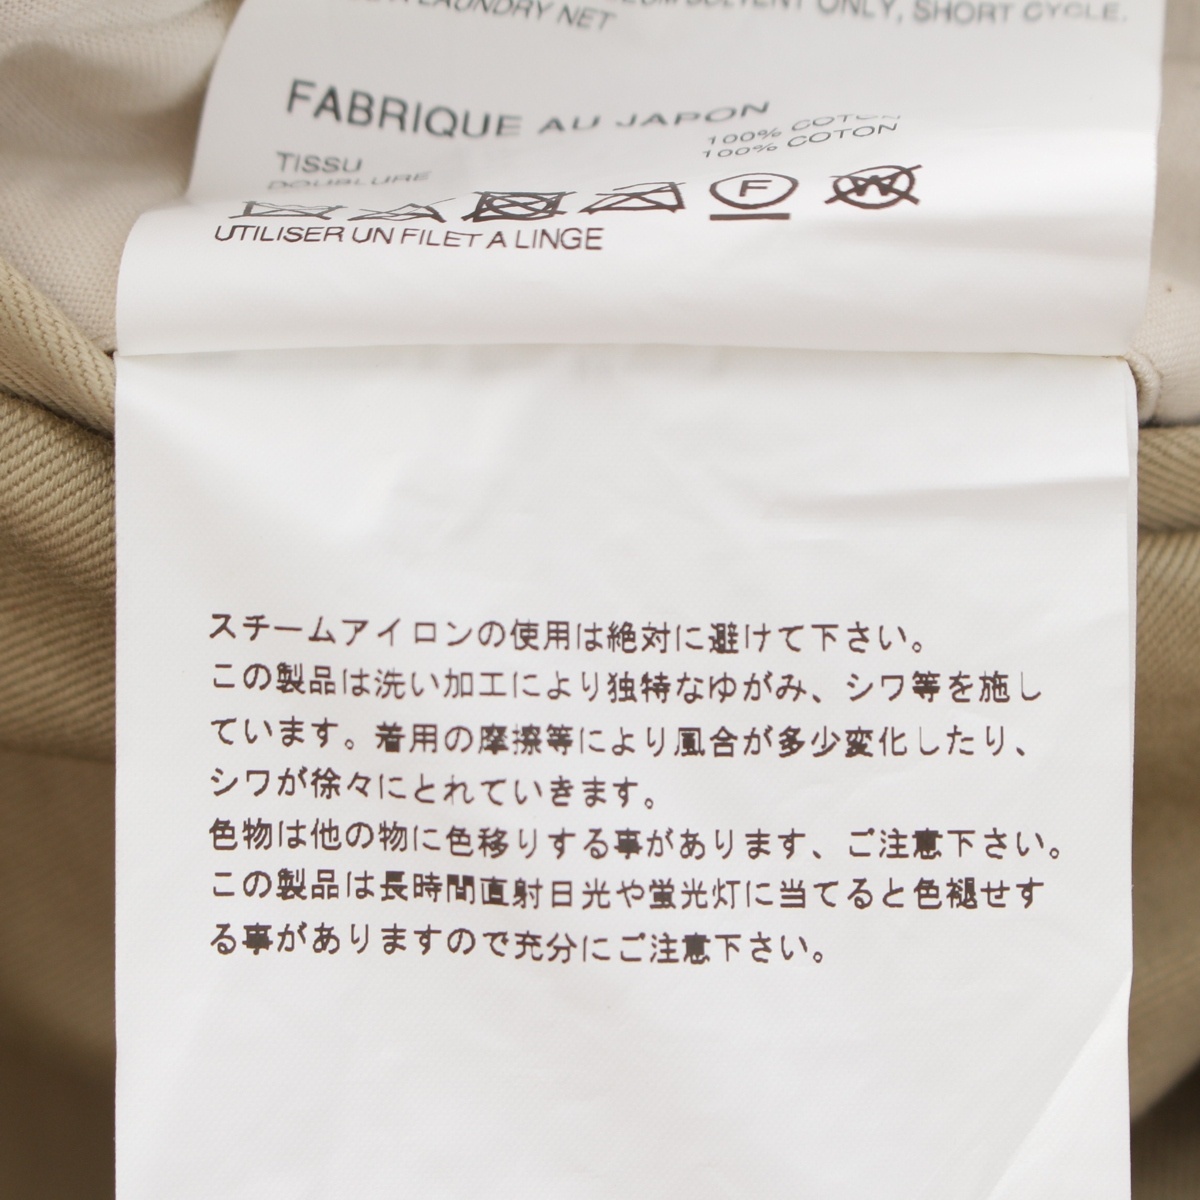 SOLVENT ONLY, SHORT CYCLE.
LAUNDRY NET
FABRIQUE AU JAPON
TISSU 100% COTON
DOUBLURE 100% COTON
F W
UTILISER UN FILET A LINGE
スチームアイロンの使用は絶対に避けて下さい。
この製品は洗い加工により独特なゆがみ、シワ等を施し
ています。着用の摩擦等により風合が多少変化したり、
シワが徐々にとれていきます。
色物は他の物に色移りする事があります、ご注意下さい。
この製品は長時間直射日光や蛍光灯に当てると色褪せす
る事がありますので充分にご注意下さい。